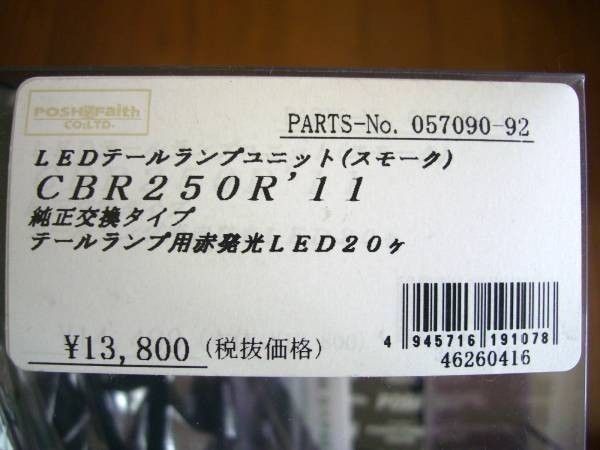 POSH Faith
CO.LTD.
PARTS-No. 057090-92
LEDテールランプユニット(スモーク)
CBR250R'11
純正交換タイプ
テールランプ用赤発光LED20ヶ
¥13,800 (税抜価格)
4 945716 191078
46260416